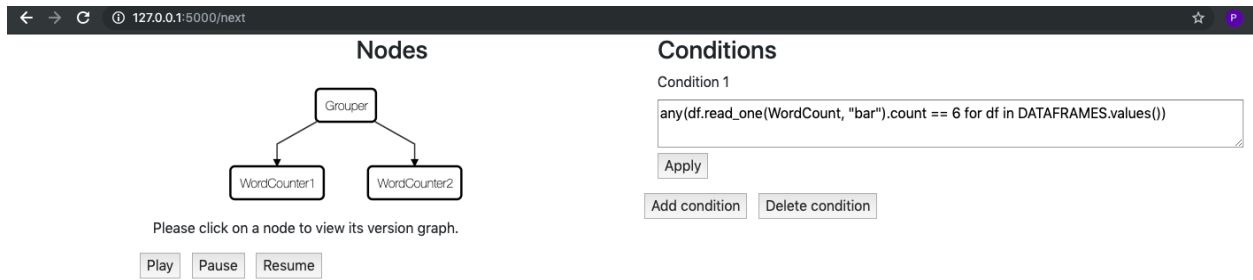 127.0.0.1:5000/next
P
Nodes
Grouper
WordCounter1
WordCounter2
Please click on a node to view its version graph.
Play
Pause
Resume
Conditions
Condition 1
any(df.read_one(WordCount, "bar").count == 6 for df in DATAFRAMES.values())
Apply
Add condition
Delete condition